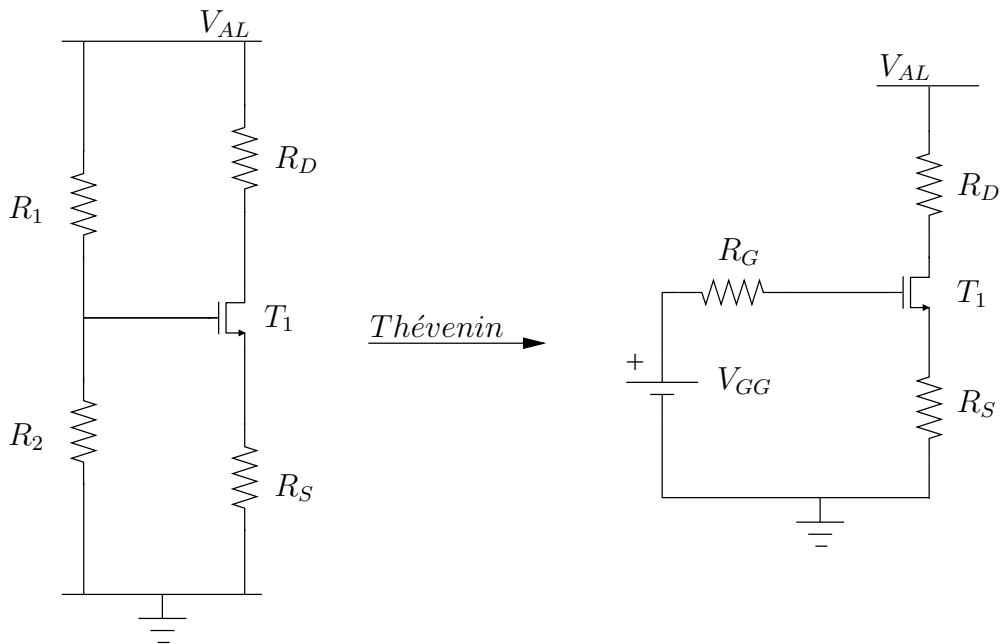 V_AL
R_1
R_D
T_1
R_2
R_S
Thévenin
V_AL
R_D
R_G
T_1
+
V_GG
R_S